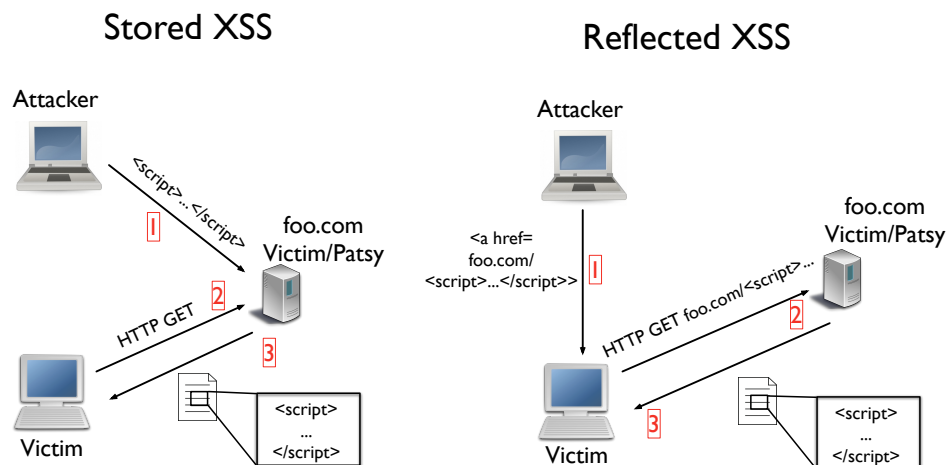 Stored XSS
Attacker
<script>...</script>
1
foo.com
Victim/Patsy
2
HTTP GET
3
<script>
...
</script>
Victim
Reflected XSS
Attacker
<a href=
foo.com/
<script>...</script>>
1
foo.com
Victim/Patsy
HTTP GET foo.com/<script>...
2
3
<script>
...
</script>
Victim